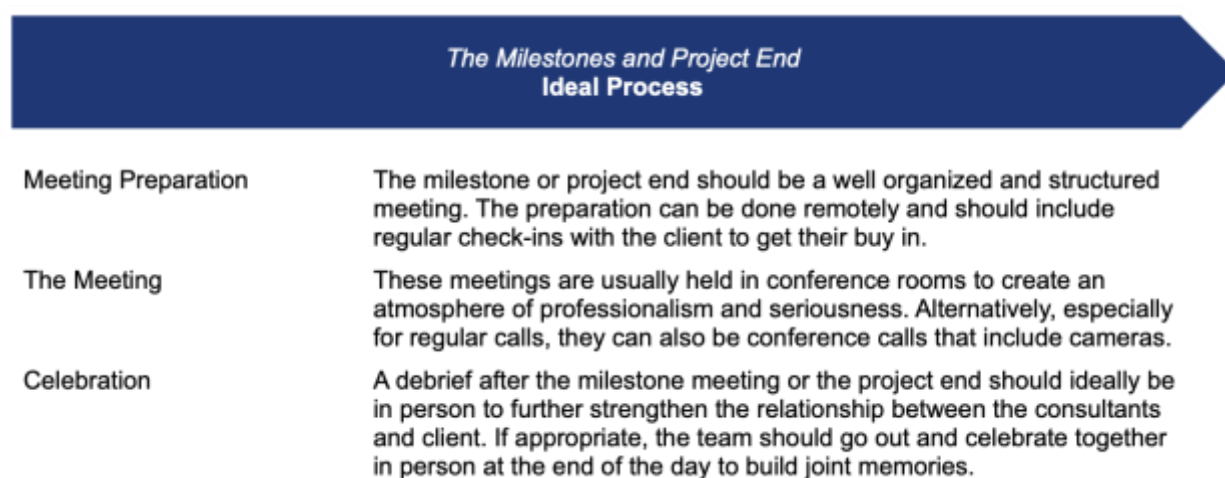 The Milestones and Project End
Ideal Process
Meeting Preparation
The milestone or project end should be a well organized and structured
meeting. The preparation can be done remotely and should include
regular check-ins with the client to get their buy in.
The Meeting
These meetings are usually held in conference rooms to create an
atmosphere of professionalism and seriousness. Alternatively, especially
for regular calls, they can also be conference calls that include cameras.
Celebration
A debrief after the milestone meeting or the project end should ideally be
in person to further strengthen the relationship between the consultants
and client. If appropriate, the team should go out and celebrate together
in person at the end of the day to build joint memories.